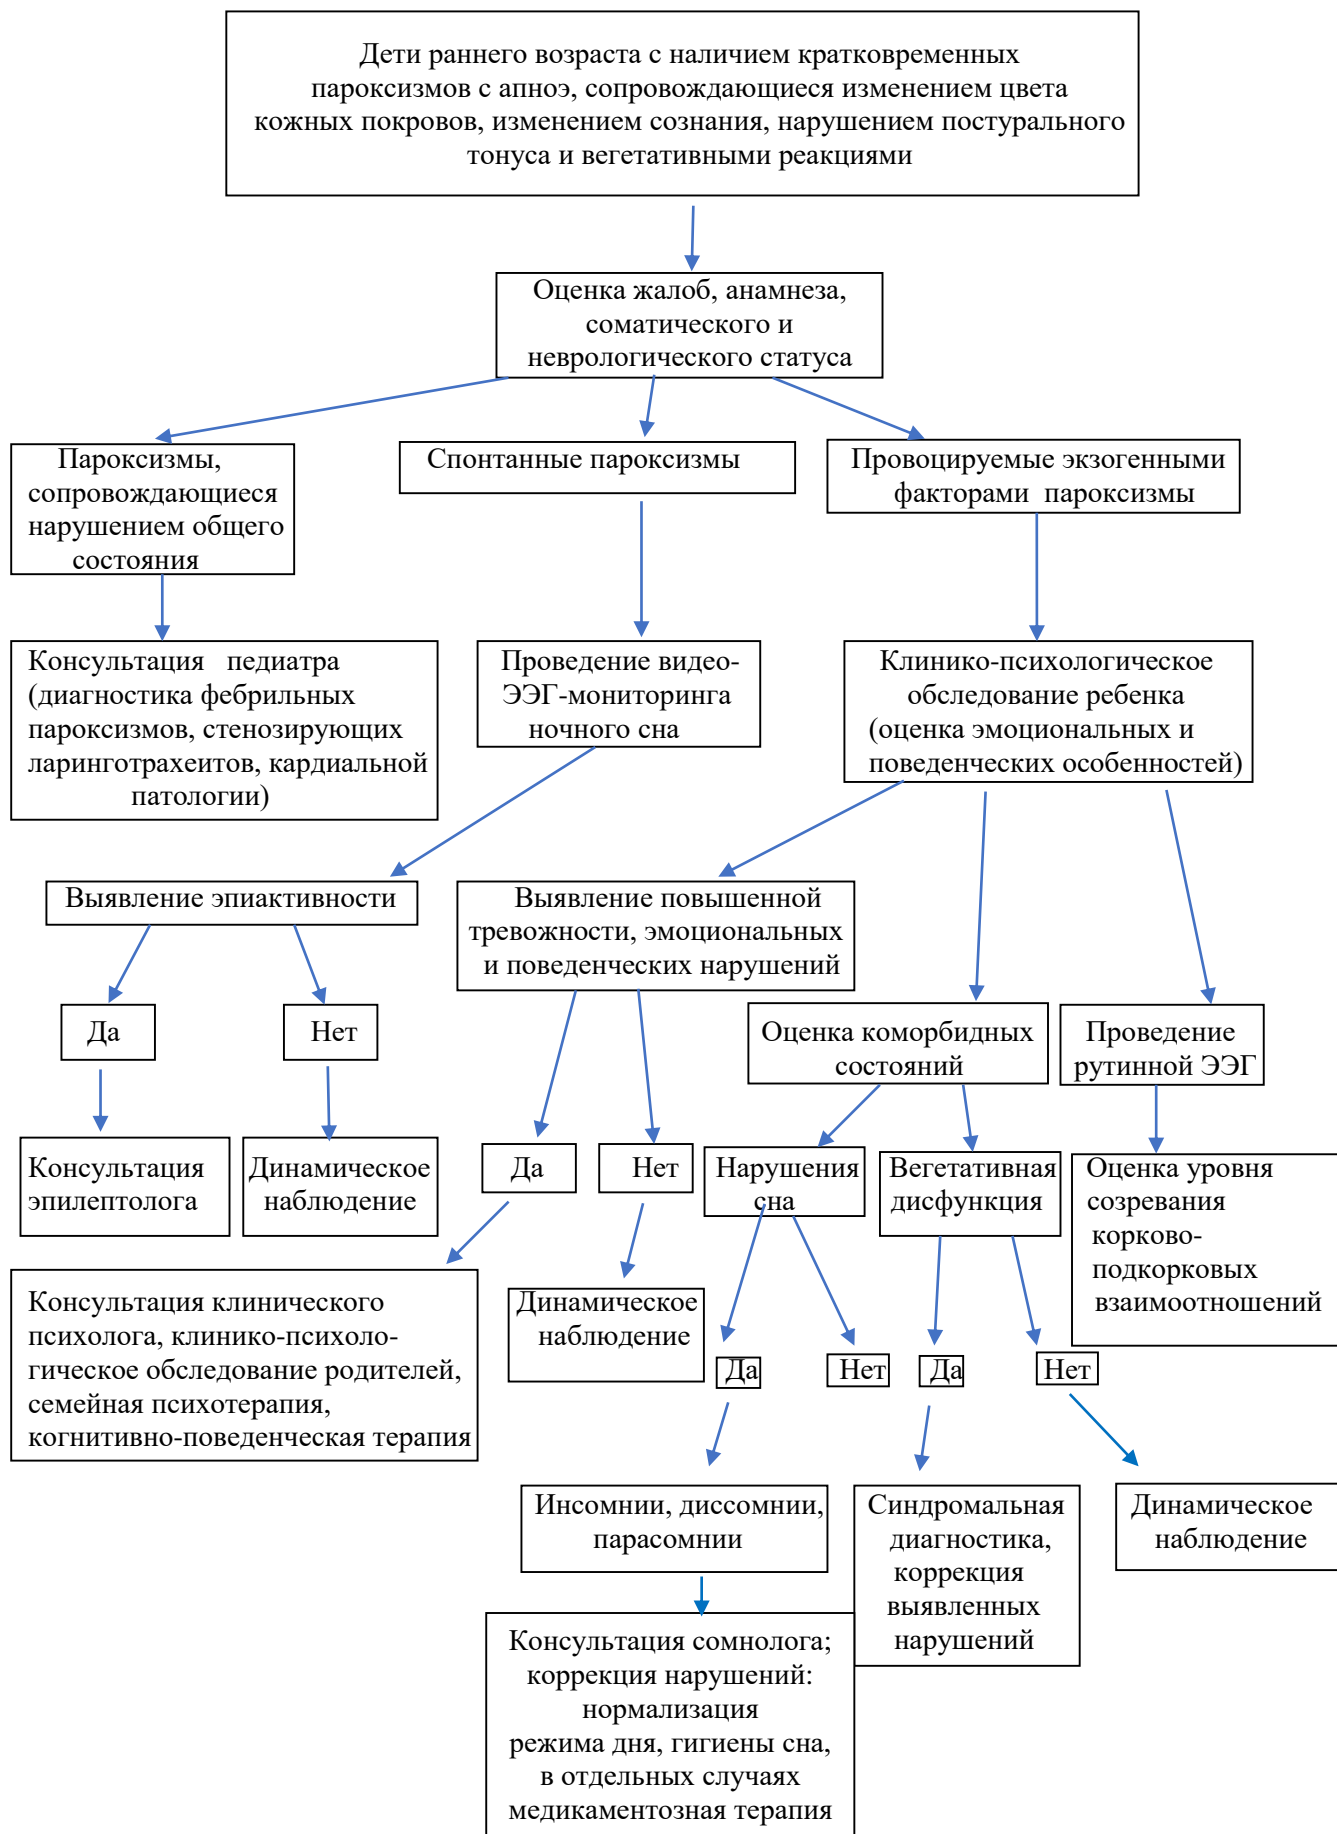 Дети раннего возраста с наличием кратковременных
пароксизмов с апноэ, сопровождающиеся изменением цвета
кожных покровов, изменением сознания, нарушением постурального
тонуса и вегетативными реакциями
Оценка жалоб, анамнеза,
соматического и
неврологического статуса
Пароксизмы,
сопровождающиеся
нарушением общего
состояния
Спонтанные пароксизмы
Провоцируемые экзогенными
факторами пароксизмы
Консультация педиатра
(диагностика фебрильных
пароксизмов, стенозирующих
ларинготрахеитов, кардиальной
патологии)
Проведение видео-
ЭЭГ-мониторинга
ночного сна
Клинико-психологическое
обследование ребенка
(оценка эмоциональных и
поведенческих особенностей)
Выявление эпиактивности
Выявление повышенной
тревожности, эмоциональных
и поведенческих нарушений
Да
Нет
Оценка коморбидных
состояний
Проведение
рутинной ЭЭГ
Консультация
эпилептолога
Динамическое
наблюдение
Да
Нет
Нарушения
сна
Вегетативная
дисфункция
Оценка уровня
созревания
корково-
подкорковых
взаимоотношений
Консультация клинического
психолога, клинико-психоло-
гическое обследование родителей,
семейная психотерапия,
когнитивно-поведенческая терапия
Динамическое
наблюдение
Да
Нет
Да
Нет
Инсомнии, диссомнии,
парасомнии
Синдромальная
диагностика,
коррекция
выявленных
нарушений
Динамическое
наблюдение
Консультация сомнолога;
коррекция нарушений:
нормализация
режима дня, гигиены сна,
в отдельных случаях
медикаментозная терапия